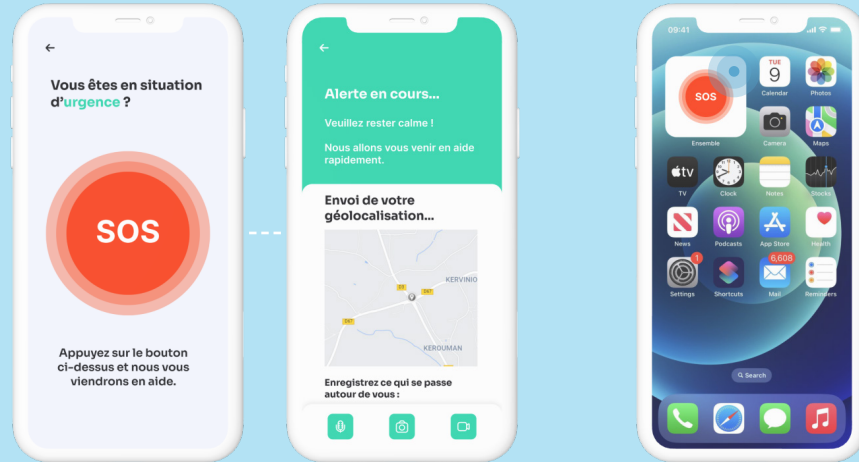 Vous êtes en situation
d'urgence ?
SOS
Appuyez sur le bouton
ci-dessus et nous vous
viendrons en aide.
Alerte en cours...
Veuillez rester calme !
Nous allons vous venir en aide
rapidement.
Envoi de votre
géolocalisation...
KERVINIO
D47
D47
KEROUMAN
Enregistrez ce qui se passe
autour de vous :
09:41
SOS
Ensemble
TUE
9
Calendar
Photos
Camera
Maps
tv
TV
Clock
Notes
Stocks
News
Podcasts
App Store
Health
1
6,608
Settings
Shortcuts
Mail
Reminders
Search